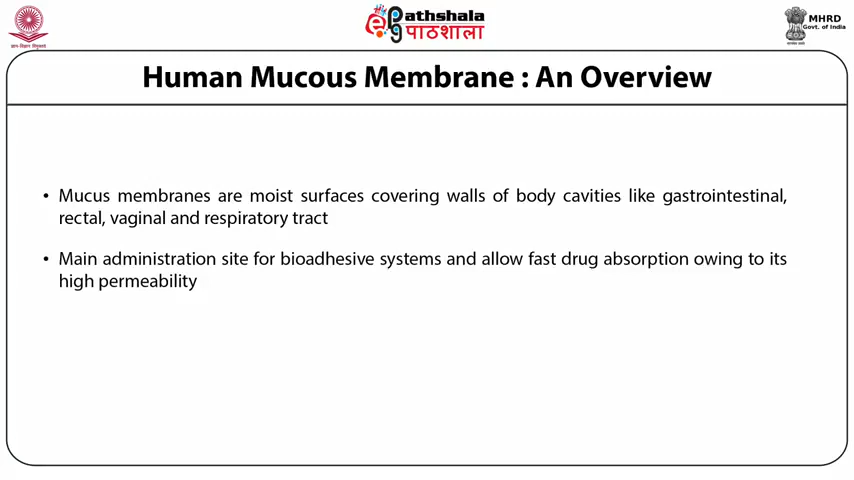 ePathshala
पाठशाला
MHRD
Govt. of India
Human Mucous Membrane : An Overview
• Mucus membranes are moist surfaces covering walls of body cavities like gastrointestinal,
rectal, vaginal and respiratory tract
• Main administration site for bioadhesive systems and allow fast drug absorption owing to its
high permeability